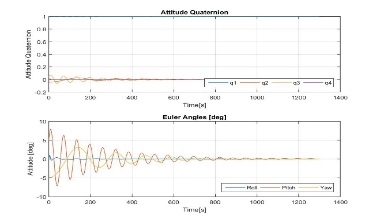 Attitude Quaternion
1
0.8
0.6
0.4
0.2
0
-0.2
Attitude Quaternion
0 200 400 600 800 1000 1200 1400
q1 q2 q3 q4
Time[s]
Euler Angles [deg]
10
5
0
-5
-10
Attitude [deg]
0 200 400 600 800 1000 1200 1400
Roll Pitch Yaw
Time[s]